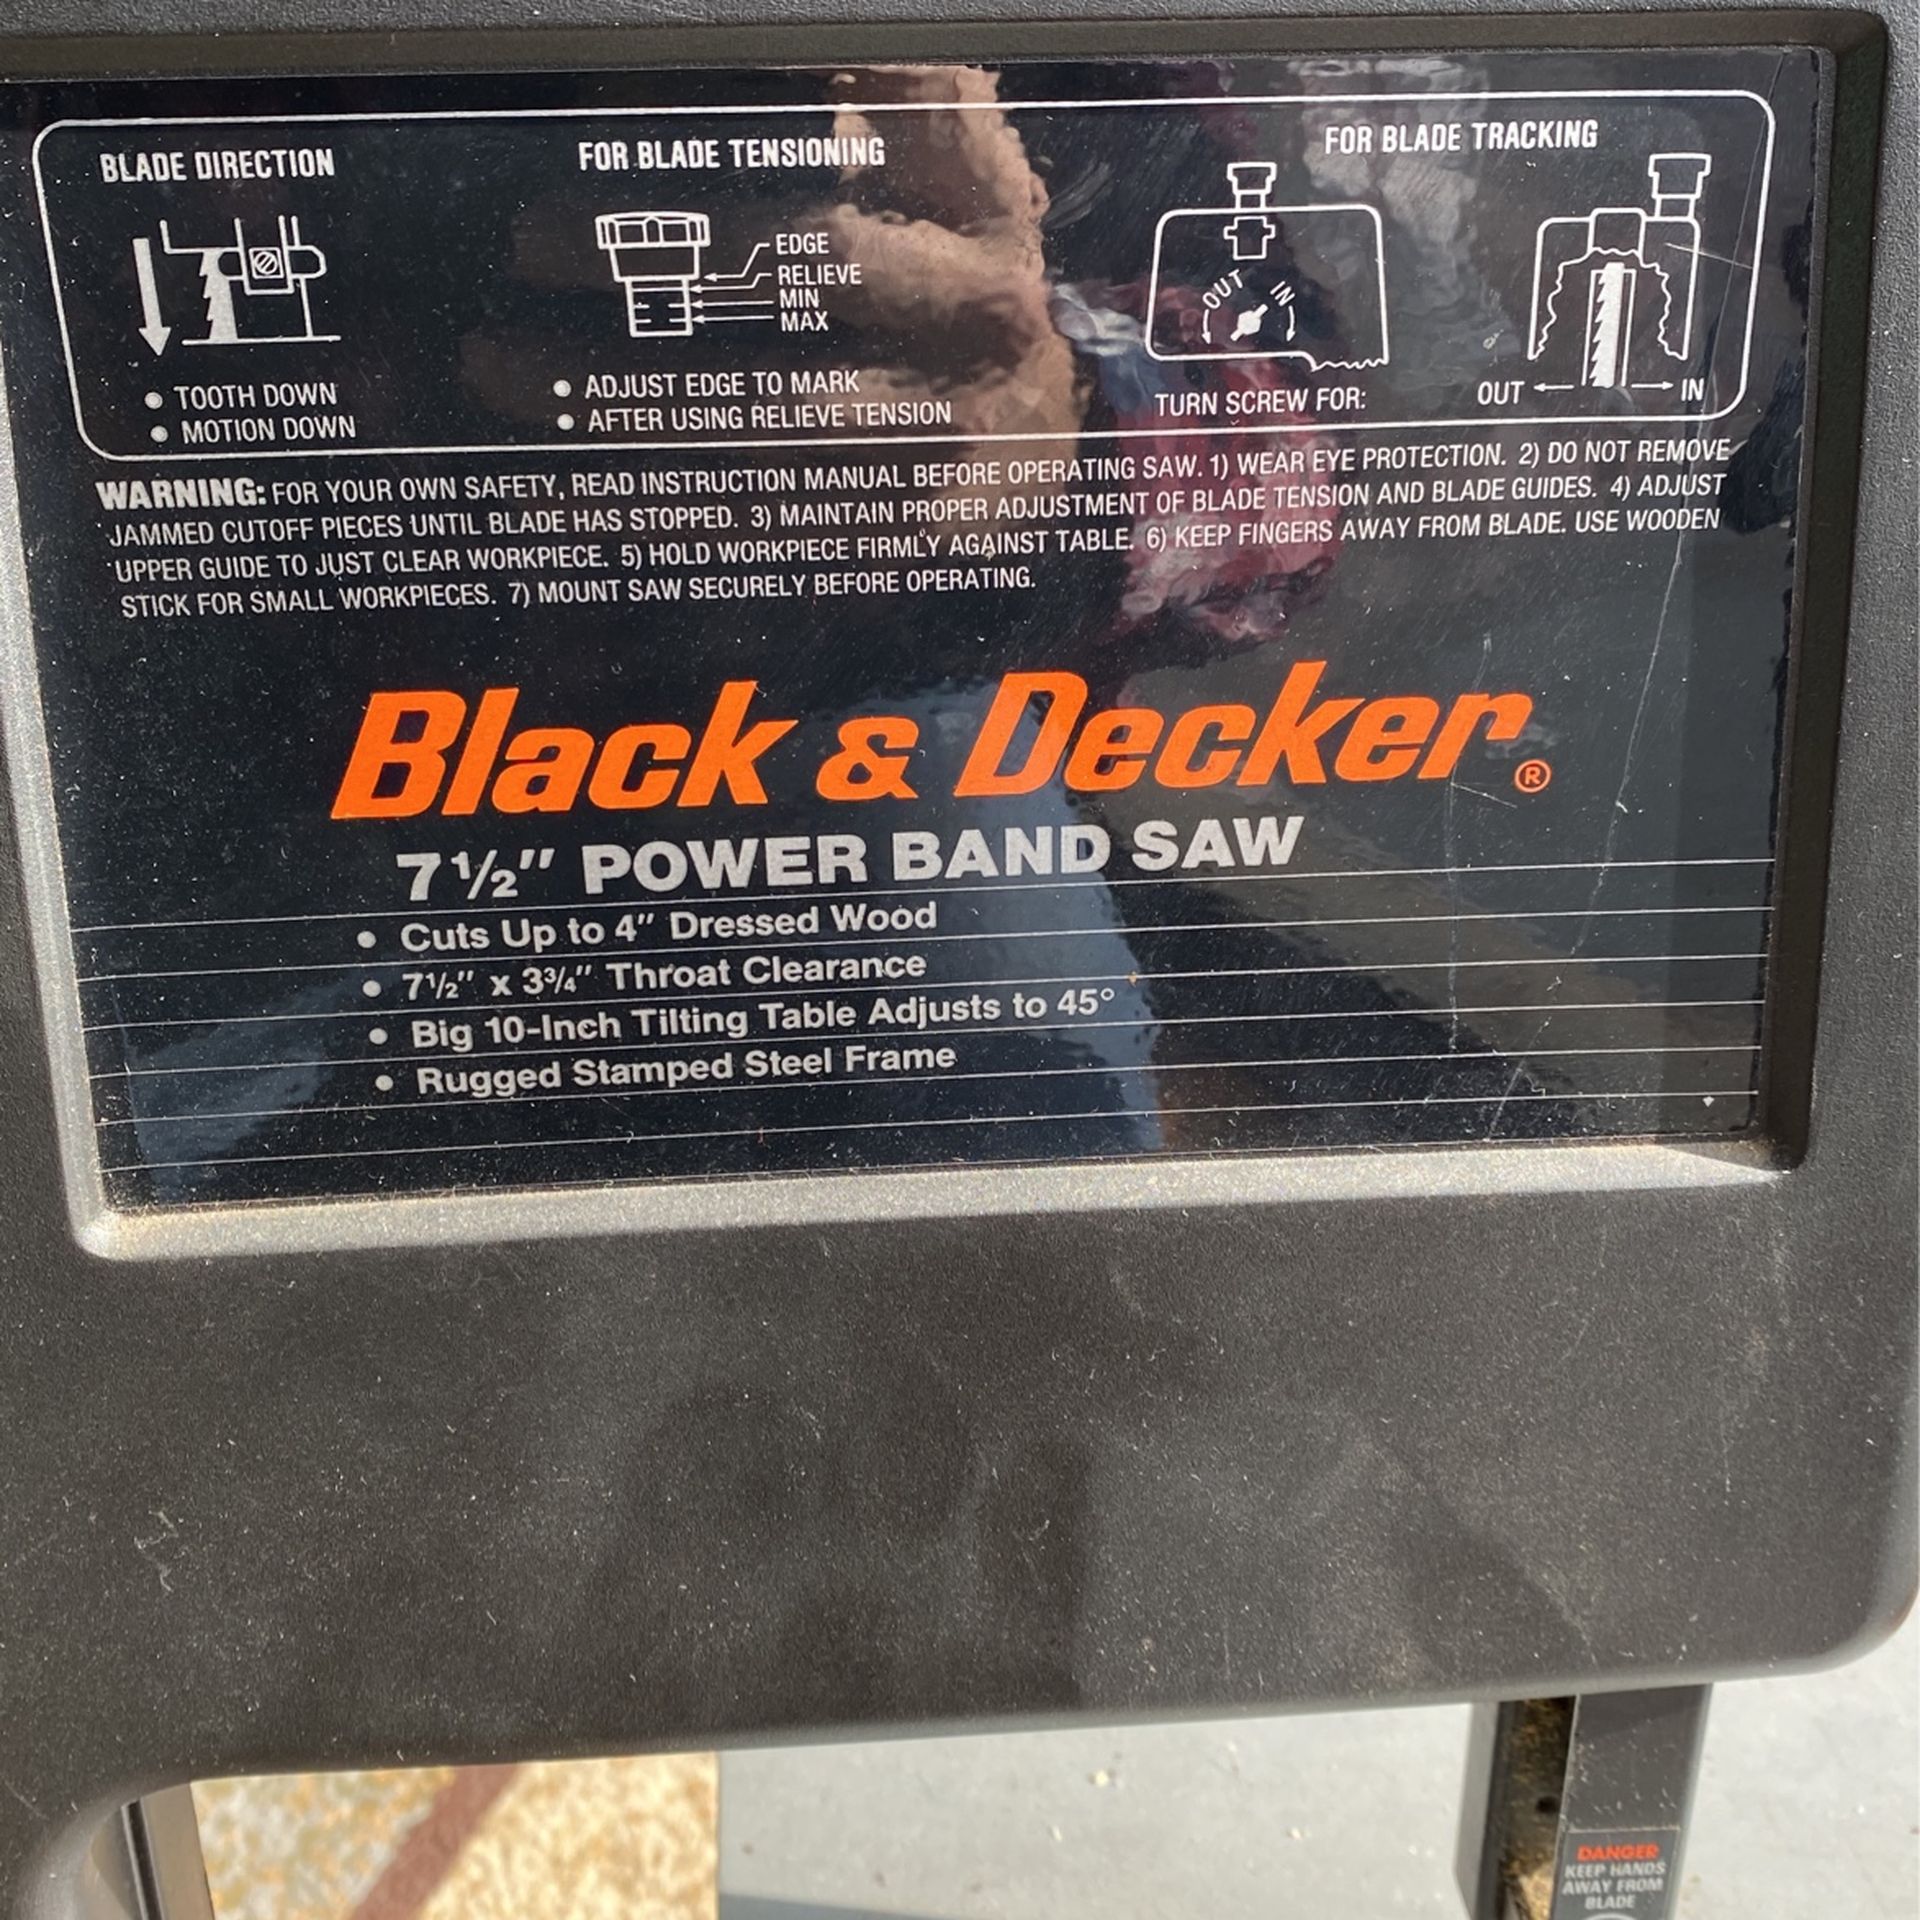 BLADE DIRECTION
TOOTH DOWN
MOTION DOWN
FOR BLADE TENSIONING
EDGE
RELIEVE
MIN
MAX
ADJUST EDGE TO MARK
AFTER USING RELIEVE TENSION
FOR BLADE TRACKING
OUT IN
TURN SCREW FOR:
OUT IN
WARNING: FOR YOUR OWN SAFETY, READ INSTRUCTION MANUAL BEFORE OPERATING SAW. 1) WEAR EYE PROTECTION. 2) DO NOT REMOVE
JAMMED CUTOFF PIECES UNTIL BLADE HAS STOPPED. 3) MAINTAIN PROPER ADJUSTMENT OF BLADE TENSION AND BLADE GUIDES. 4) ADJUST
UPPER GUIDE TO JUST CLEAR WORKPIECE. 5) HOLD WORKPIECE FIRMLY AGAINST TABLE. 6) KEEP FINGERS AWAY FROM BLADE. USE WOODEN
STICK FOR SMALL WORKPIECES. 7) MOUNT SAW SECURELY BEFORE OPERATING.
Black & Decker®
7½" POWER BAND SAW
• Cuts Up to 4" Dressed Wood
• 7½" x 3¾" Throat Clearance
• Big 10-Inch Tilting Table Adjusts to 45°
• Rugged Stamped Steel Frame
DANGER
KEEP HANDS
AWAY FROM
BLADE